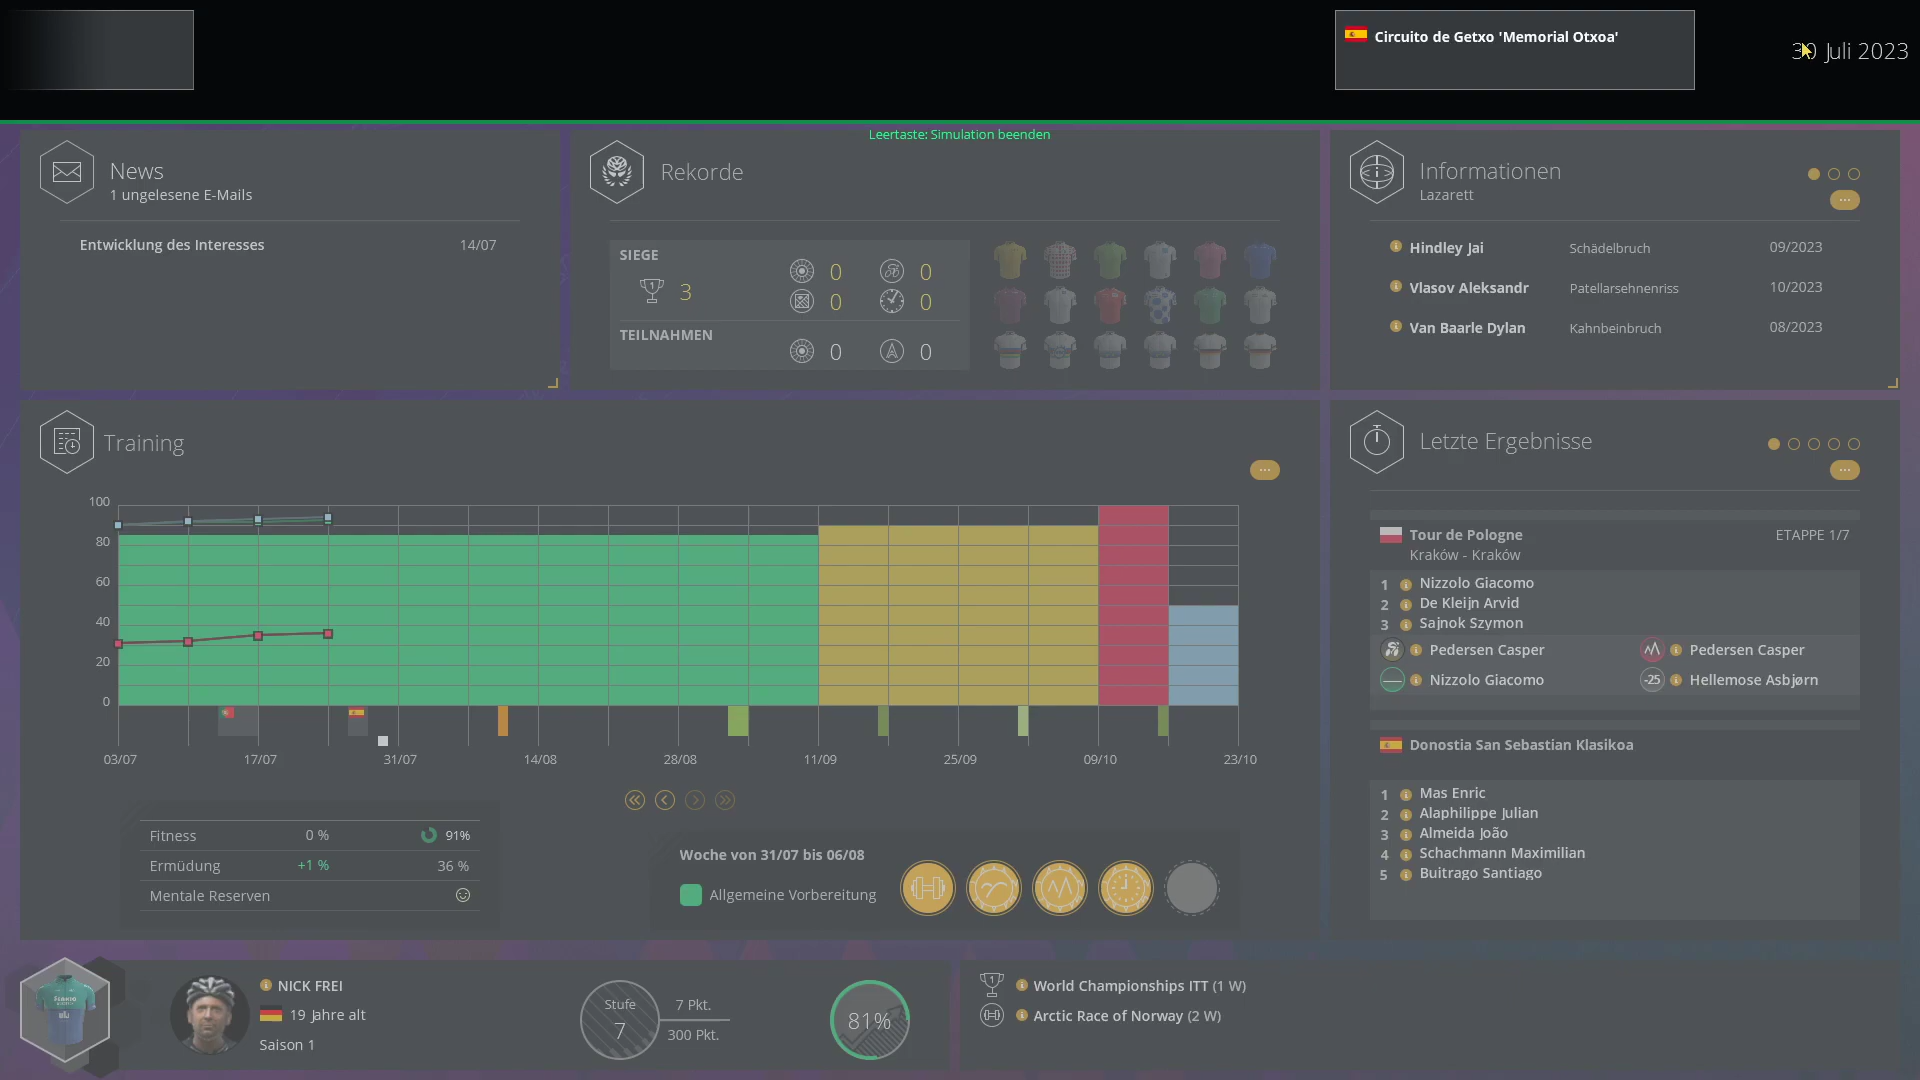 Circuito de Getxo 'Memorial Otxoa'
30 Juli 2023
Leertaste: Simulation beenden
News
1 ungelesene E-Mails
Entwicklung des Interesses 14/07
Rekorde
SIEGE
3
0 0
0 0
TEILNAHMEN
0 0
Informationen
Lazarett
...
Hindley Jai Schädelbruch 09/2023
Vlasov Aleksandr Patellarsehnenriss 10/2023
Van Baarle Dylan Kahnbeinbruch 08/2023
Training
...
100
80
60
40
20
0
03/07 17/07 31/07 14/08 28/08 11/09 25/09 09/10 23/10
Fitness 0 % 91%
Ermüdung +1 % 36 %
Mentale Reserven
Woche von 31/07 bis 06/08
Allgemeine Vorbereitung
Letzte Ergebnisse
...
Tour de Pologne ETAPPE 1/7
Kraków - Kraków
1 Nizzolo Giacomo
2 De Kleijn Arvid
3 Sajnok Szymon
Pedersen Casper Pedersen Casper
Nizzolo Giacomo -25 Hellemose Asbjørn
Donostia San Sebastian Klasikoa
1 Mas Enric
2 Alaphilippe Julian
3 Almeida João
4 Schachmann Maximilian
5 Buitrago Santiago
NICK FREI
19 Jahre alt
Saison 1
Stufe
7
7 Pkt.
300 Pkt.
81%
World Championships ITT (1 W)
Arctic Race of Norway (2 W)